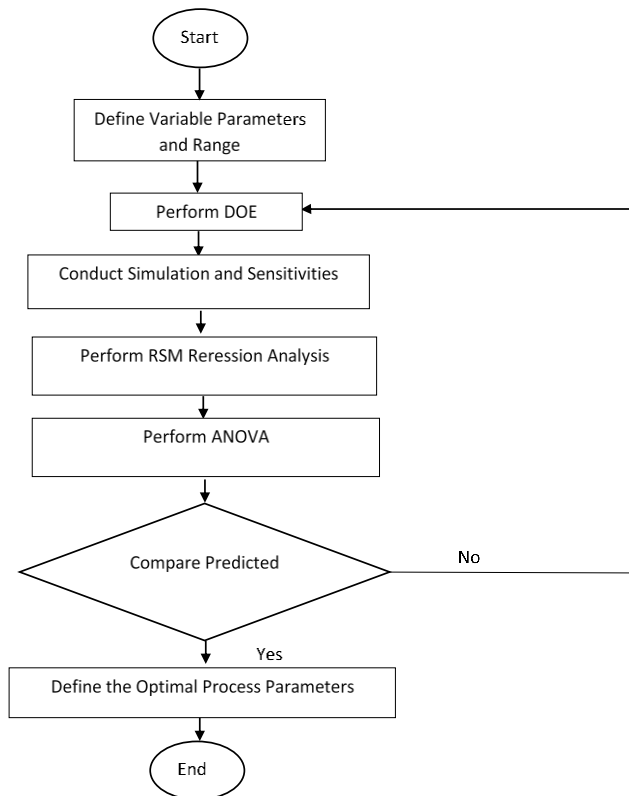 Start
Define Variable Parameters
and Range
Perform DOE
Conduct Simulation and Sensitivities
Perform RSM Reression Analysis
Perform ANOVA
Compare Predicted
No
Yes
Define the Optimal Process Parameters
End